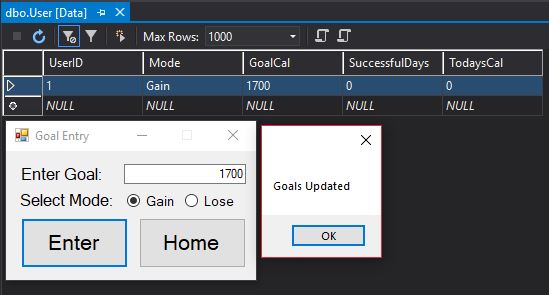 dbo.User [Data]
Max Rows: 1000
UserID Mode GoalCal SuccessfulDays TodaysCal
1 Gain 1700 0 0
NULL NULL NULL NULL NULL
Goal Entry
Enter Goal: 1700
Select Mode: Gain Lose
Enter Home
Goals Updated
OK